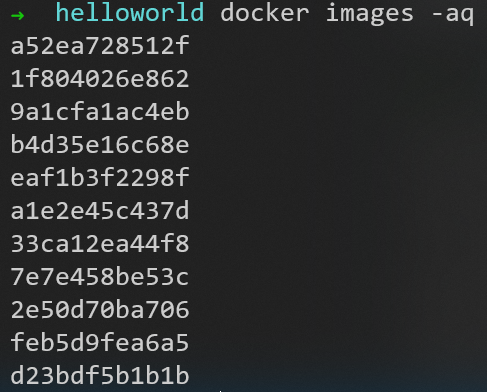 → helloworld docker images -aq
a52ea728512f
1f804026e862
9a1cfa1ac4eb
b4d35e16c68e
eaf1b3f2298f
a1e2e45c437d
33ca12ea44f8
7e7e458be53c
2e50d70ba706
feb5d9fea6a5
d23bdf5b1b1b